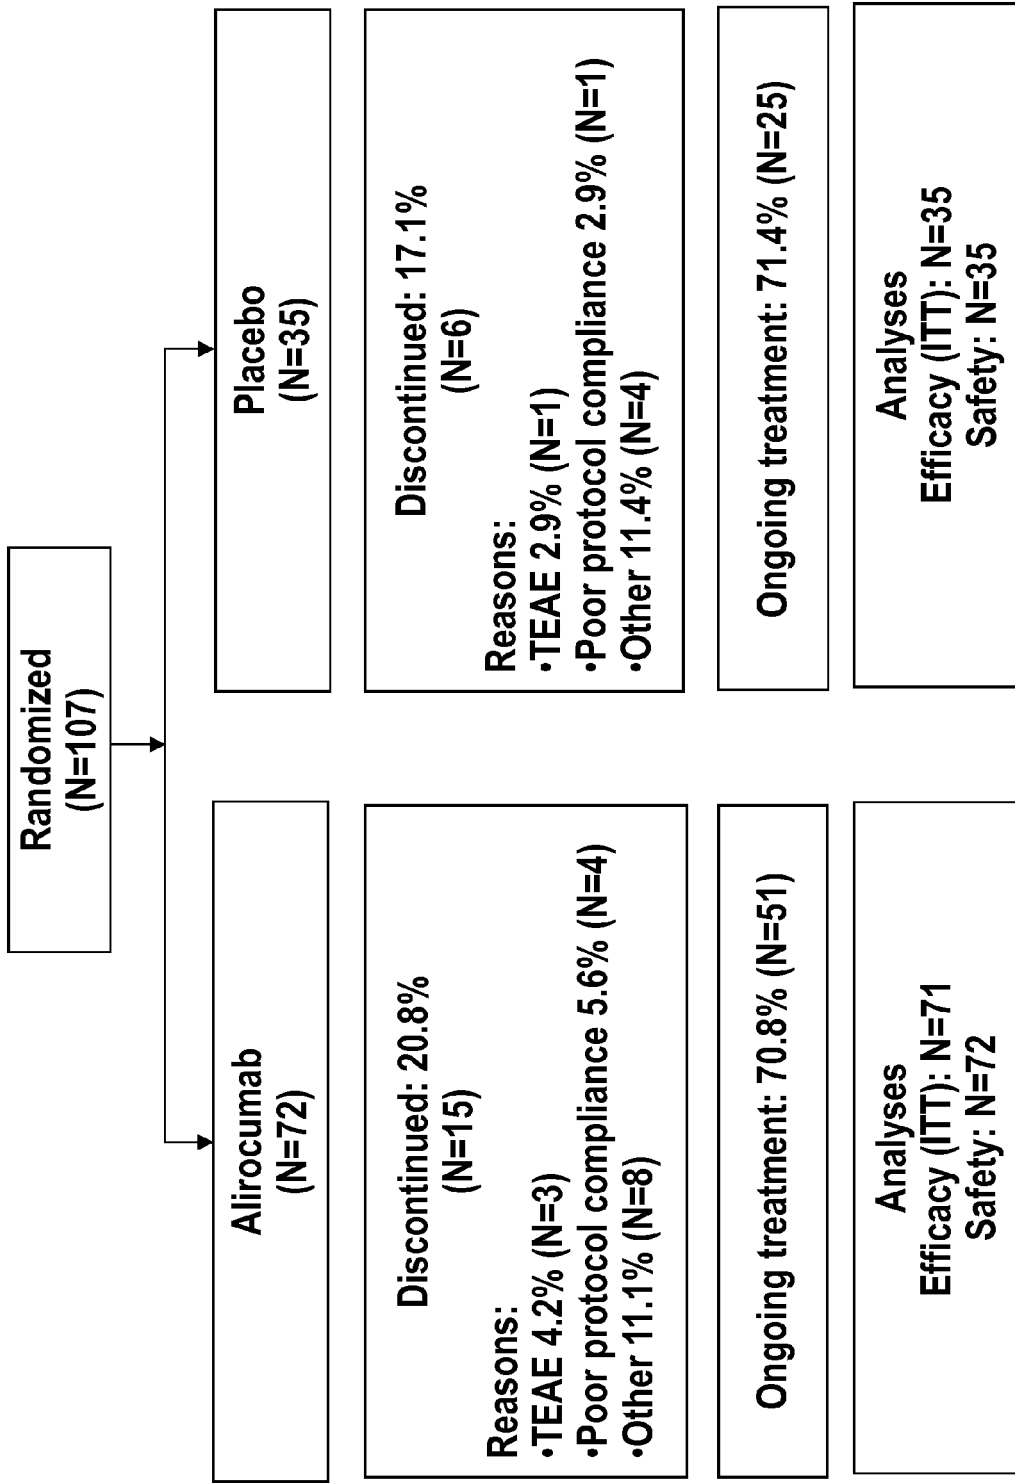 Randomized
(N=107)
Alirocumab
(N=72)
Placebo
(N=35)
Discontinued: 20.8%
(N=15)
Reasons:
•TEAE 4.2% (N=3)
•Poor protocol compliance 5.6% (N=4)
•Other 11.1% (N=8)
Discontinued: 17.1%
(N=6)
Reasons:
•TEAE 2.9% (N=1)
•Poor protocol compliance 2.9% (N=1)
•Other 11.4% (N=4)
Ongoing treatment: 70.8% (N=51)
Ongoing treatment: 71.4% (N=25)
Analyses
Efficacy (ITT): N=71
Safety: N=72
Analyses
Efficacy (ITT): N=35
Safety: N=35